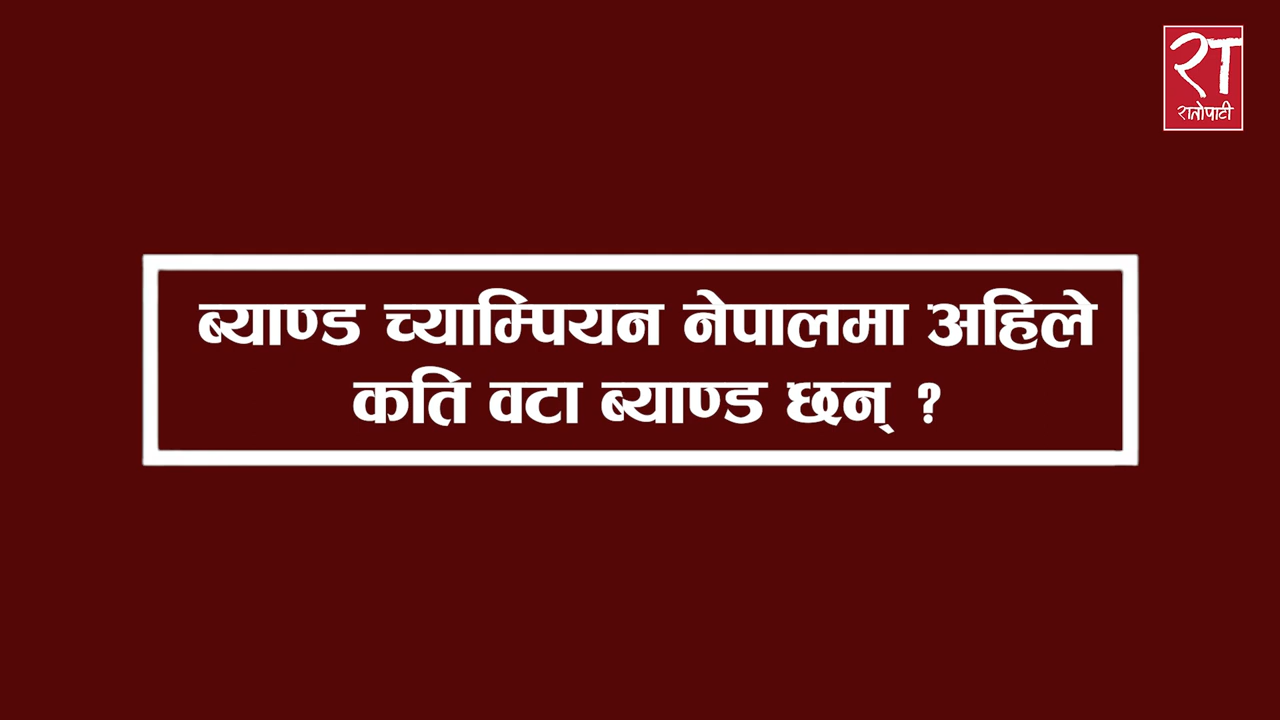 रा
रातोपाटी
ब्याण्ड च्याम्पियन नेपालमा अहिले
कति वटा ब्याण्ड छन् ?